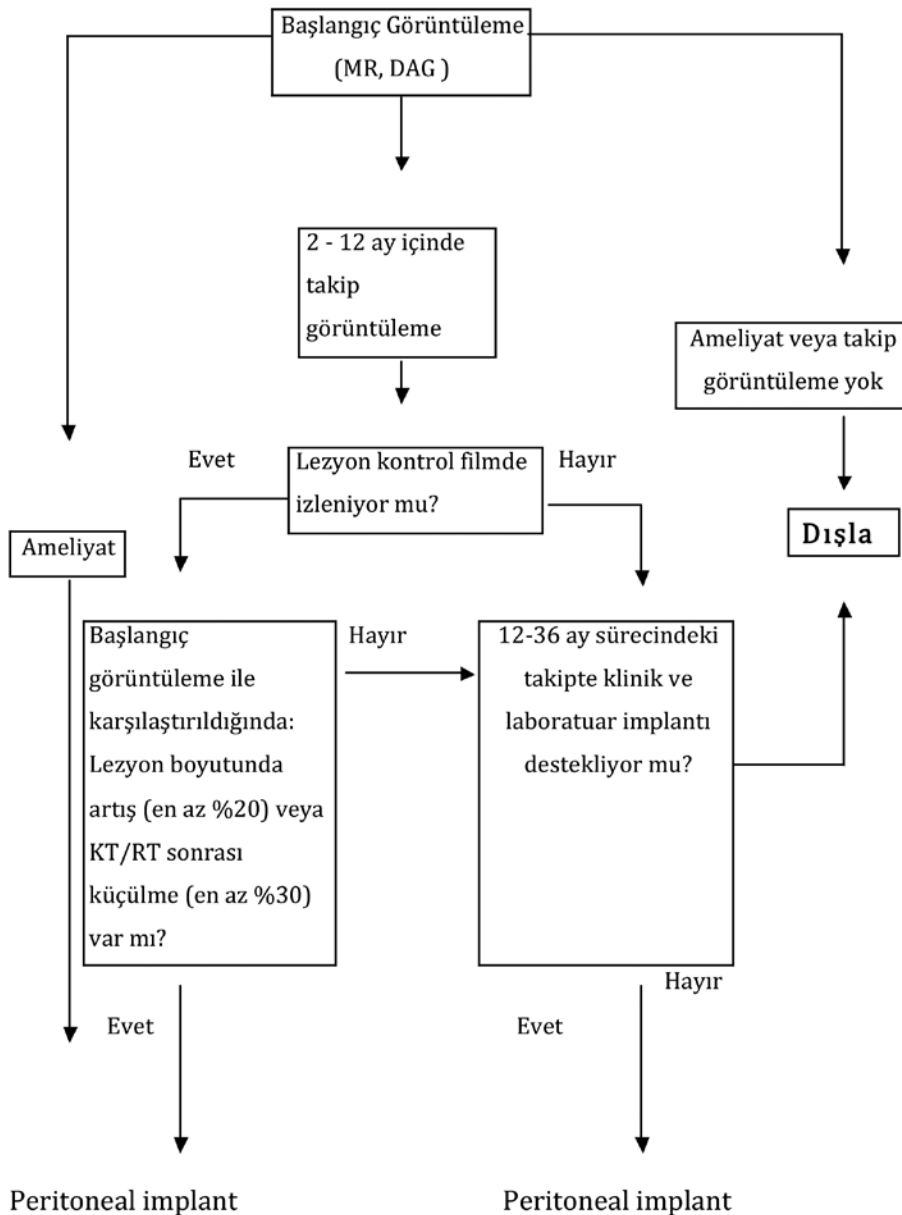 Başlangıç Görüntüleme
(MR, DAG )
2 - 12 ay içinde
takip
görüntüleme
Ameliyat veya takip
görüntüleme yok
Evet
Lezyon kontrol filmde
izleniyor mu?
Hayır
Dışla
Ameliyat
Başlangıç
görüntüleme ile
karşılaştırıldığında:
Lezyon boyutunda
artış (en az %20) veya
KT/RT sonrası
küçülme (en az %30)
var mı?
Hayır
12-36 ay sürecindeki
takipte klinik ve
laboratuar implantı
destekliyor mu?
Hayır
Evet
Evet
Peritoneal implant
Peritoneal implant